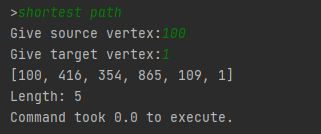 >shortest path
Give source vertex:100
Give target vertex:1
[100, 416, 354, 865, 109, 1]
Length: 5
Command took 0.0 to execute.